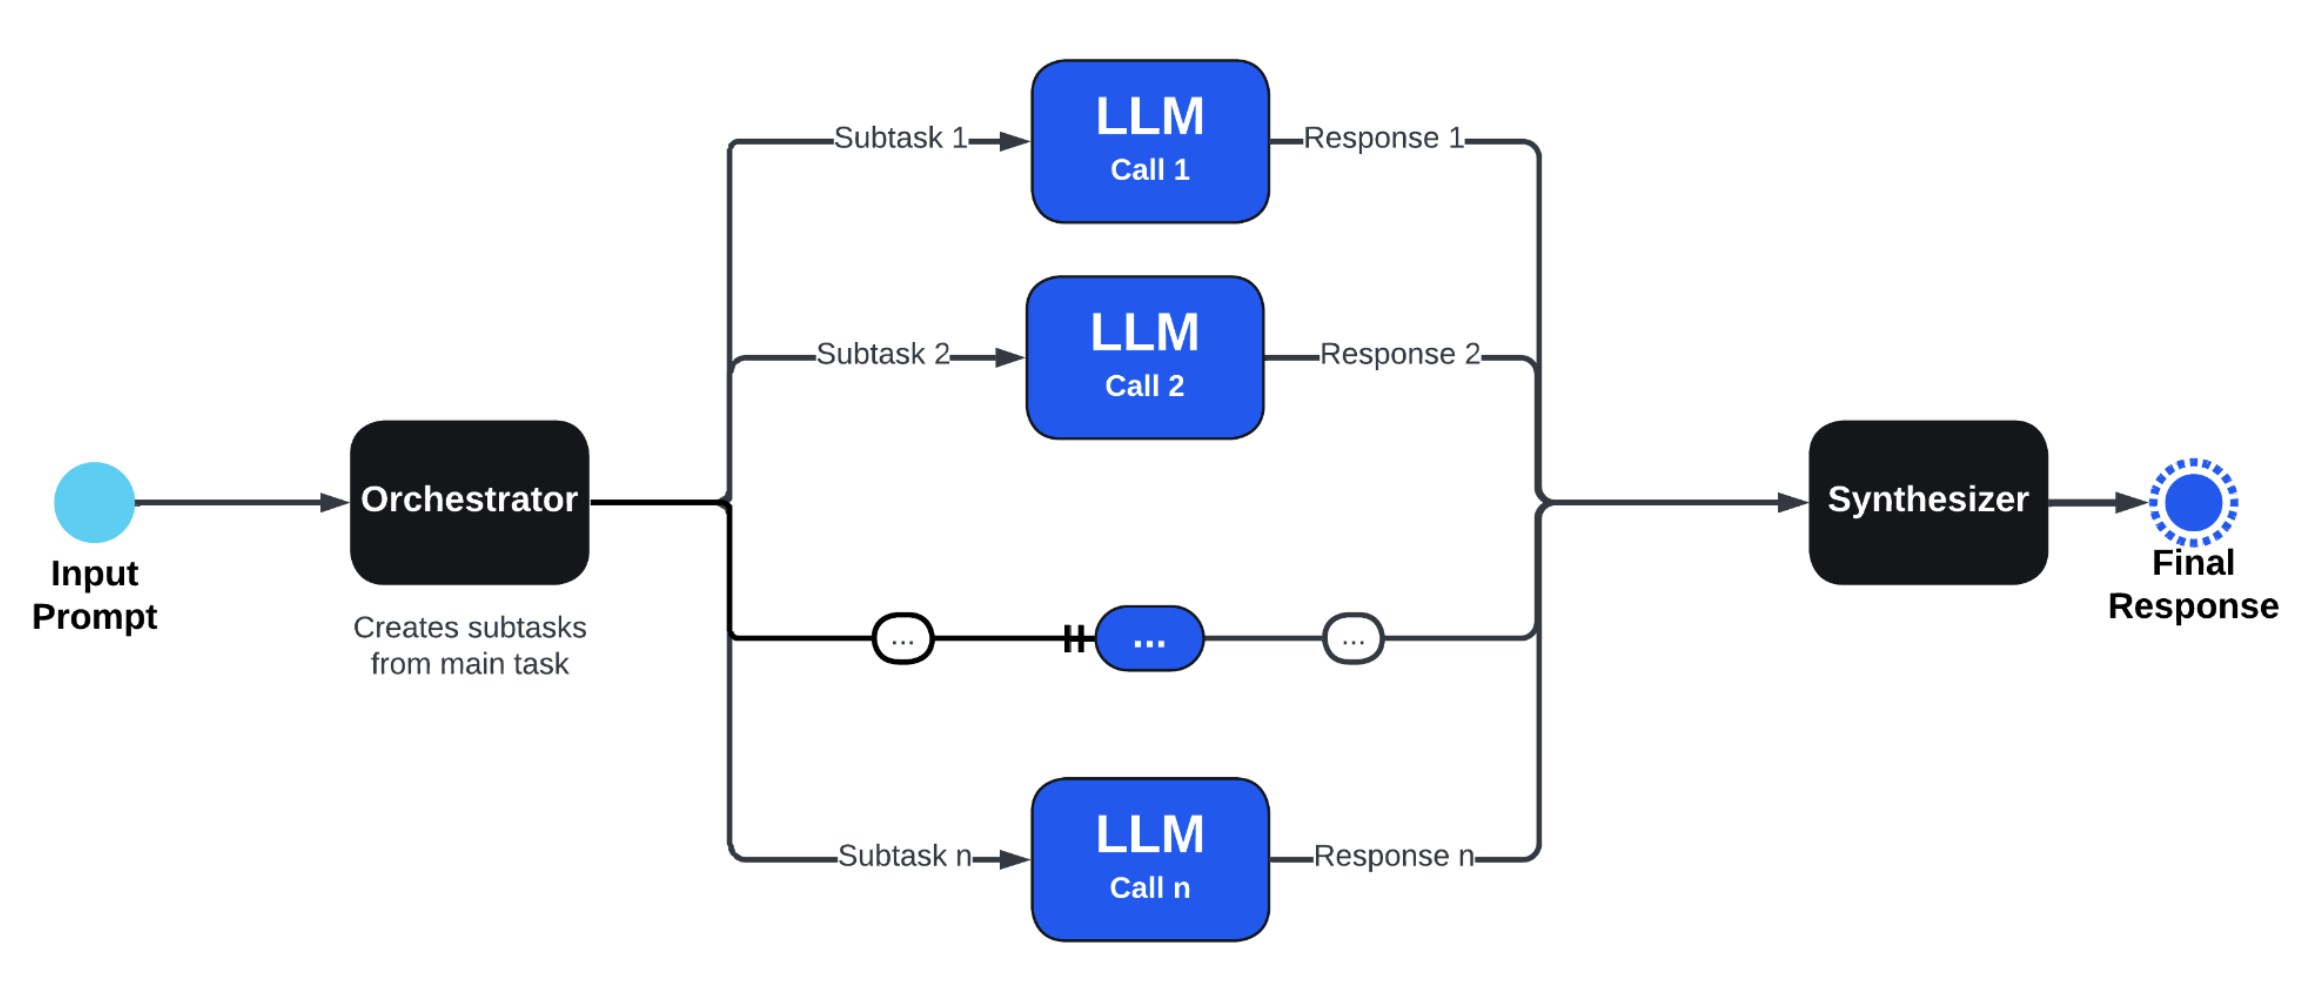 Input
Prompt
Orchestrator
Creates subtasks
from main task
Subtask 1
LLM
Call 1
Response 1
Subtask 2
LLM
Call 2
Response 2
...
...
...
Subtask n
LLM
Call n
Response n
Synthesizer
Final
Response